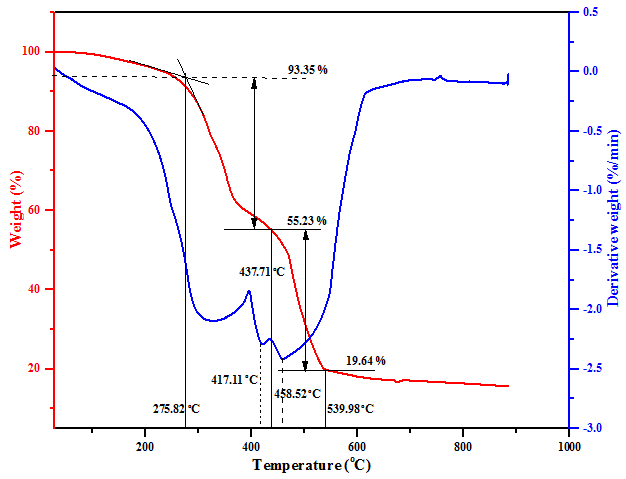 0.5
100
93.35 %
0.0
80
-0.5
-1.0
60
55.23 %
-1.5
437.71 °C
40
-2.0
20
19.64 %
-2.5
417.11 °C
458.52 °C
275.82 °C
539.98 °C
-3.0
200
400
600
800
1000
Temperature (°C)
Weight (%)
Derivative weight (%/min)